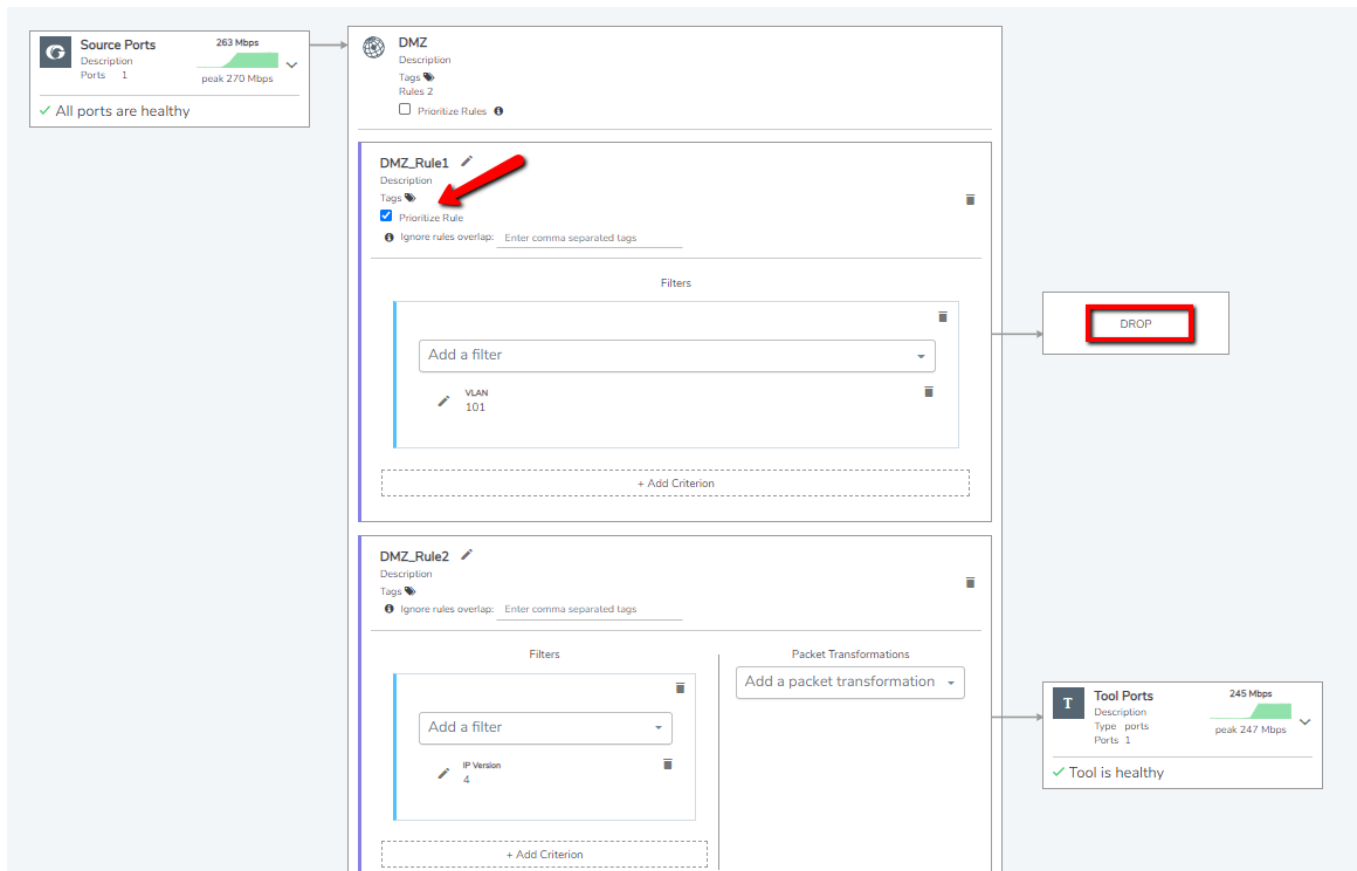 Source Ports
Description
Ports 1
263 Mbps
peak 270 Mbps
All ports are healthy
DMZ
Description
Tags
Rules 2
Prioritize Rules
DMZ_Rule1
Description
Tags
Prioritize Rule
Ignore rules overlap: Enter comma separated tags
Filters
Add a filter
VLAN
101
+ Add Criterion
DROP
DMZ_Rule2
Description
Tags
Ignore rules overlap: Enter comma separated tags
Filters
Add a filter
IP Version
4
+ Add Criterion
Packet Transformations
Add a packet transformation
T
Tool Ports
Description
Type ports
Ports 1
245 Mbps
peak 247 Mbps
Tool is healthy